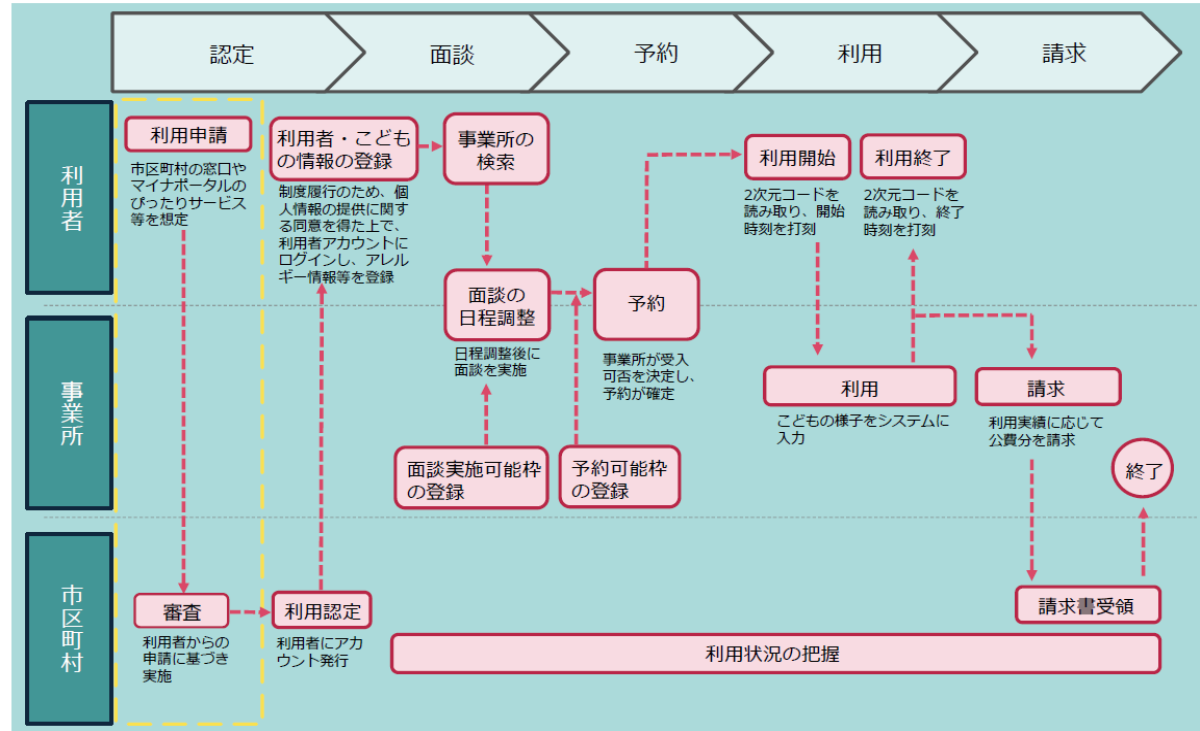 認定
面談
予約
利用
請求
利用者
利用申請
市区町村の窓口や
マイナポータルの
ぴったりサービス
等を想定
利用者・こども
の情報の登録
制度履行のため、個
人情報の提供に関す
る同意を得た上で、
利用者アカウントに
ログインし、アレル
ギー情報等を登録
事業所の
検索
面談の
日程調整
日程調整後に
面談を実施
予約
事業所が受入
可否を決定し、
予約が確定
利用開始
2次元コードを
読み取り、開始
時刻を打刻
利用終了
2次元コードを
読み取り、終了
時刻を打刻
事業所
面談実施可能枠
の登録
予約可能枠
の登録
利用
こどもの様子をシステムに
入力
請求
利用実績に応じて
公費分を請求
終了
市区町村
審査
利用者からの
申請に基づき
実施
利用認定
利用者にアカ
ウント発行
請求書受領
利用状況の把握